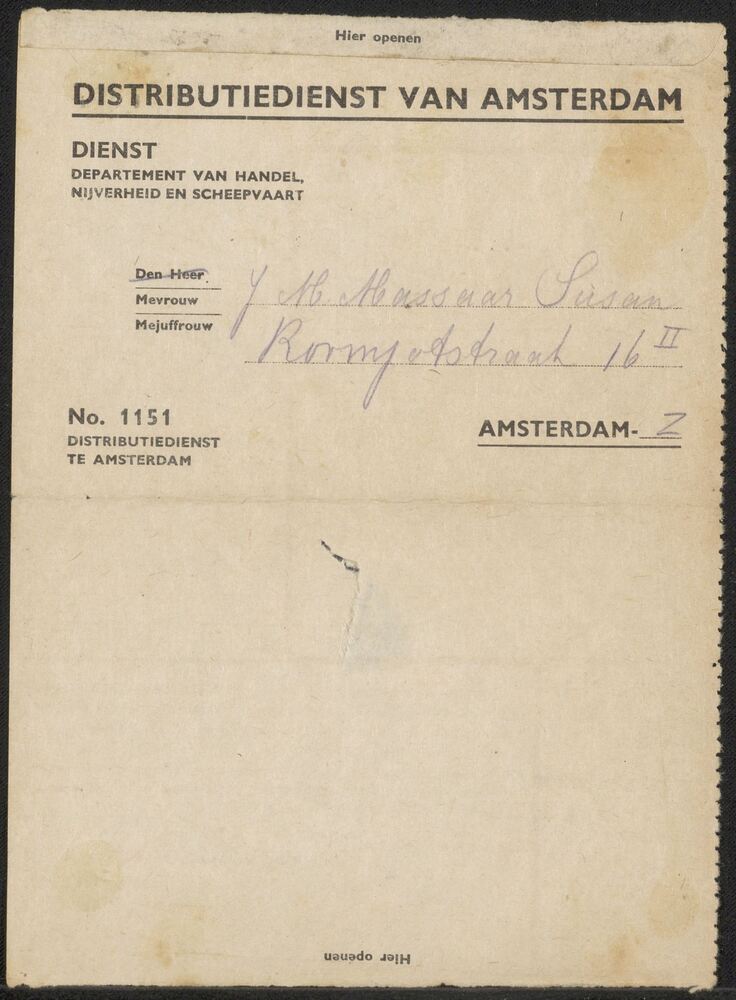 Hier openen
DISTRIBUTIEDIENST VAN AMSTERDAM
DIENST
DEPARTEMENT VAN HANDEL,
NIJVERHEID EN SCHEEPVAART
Den Heer
Mevrouw
Mejuffrouw
J M Massaar Susan
Roomijotstraat 16 II
No. 1151
DISTRIBUTIEDIENST
TE AMSTERDAM
AMSTERDAM- Z
Hier openen